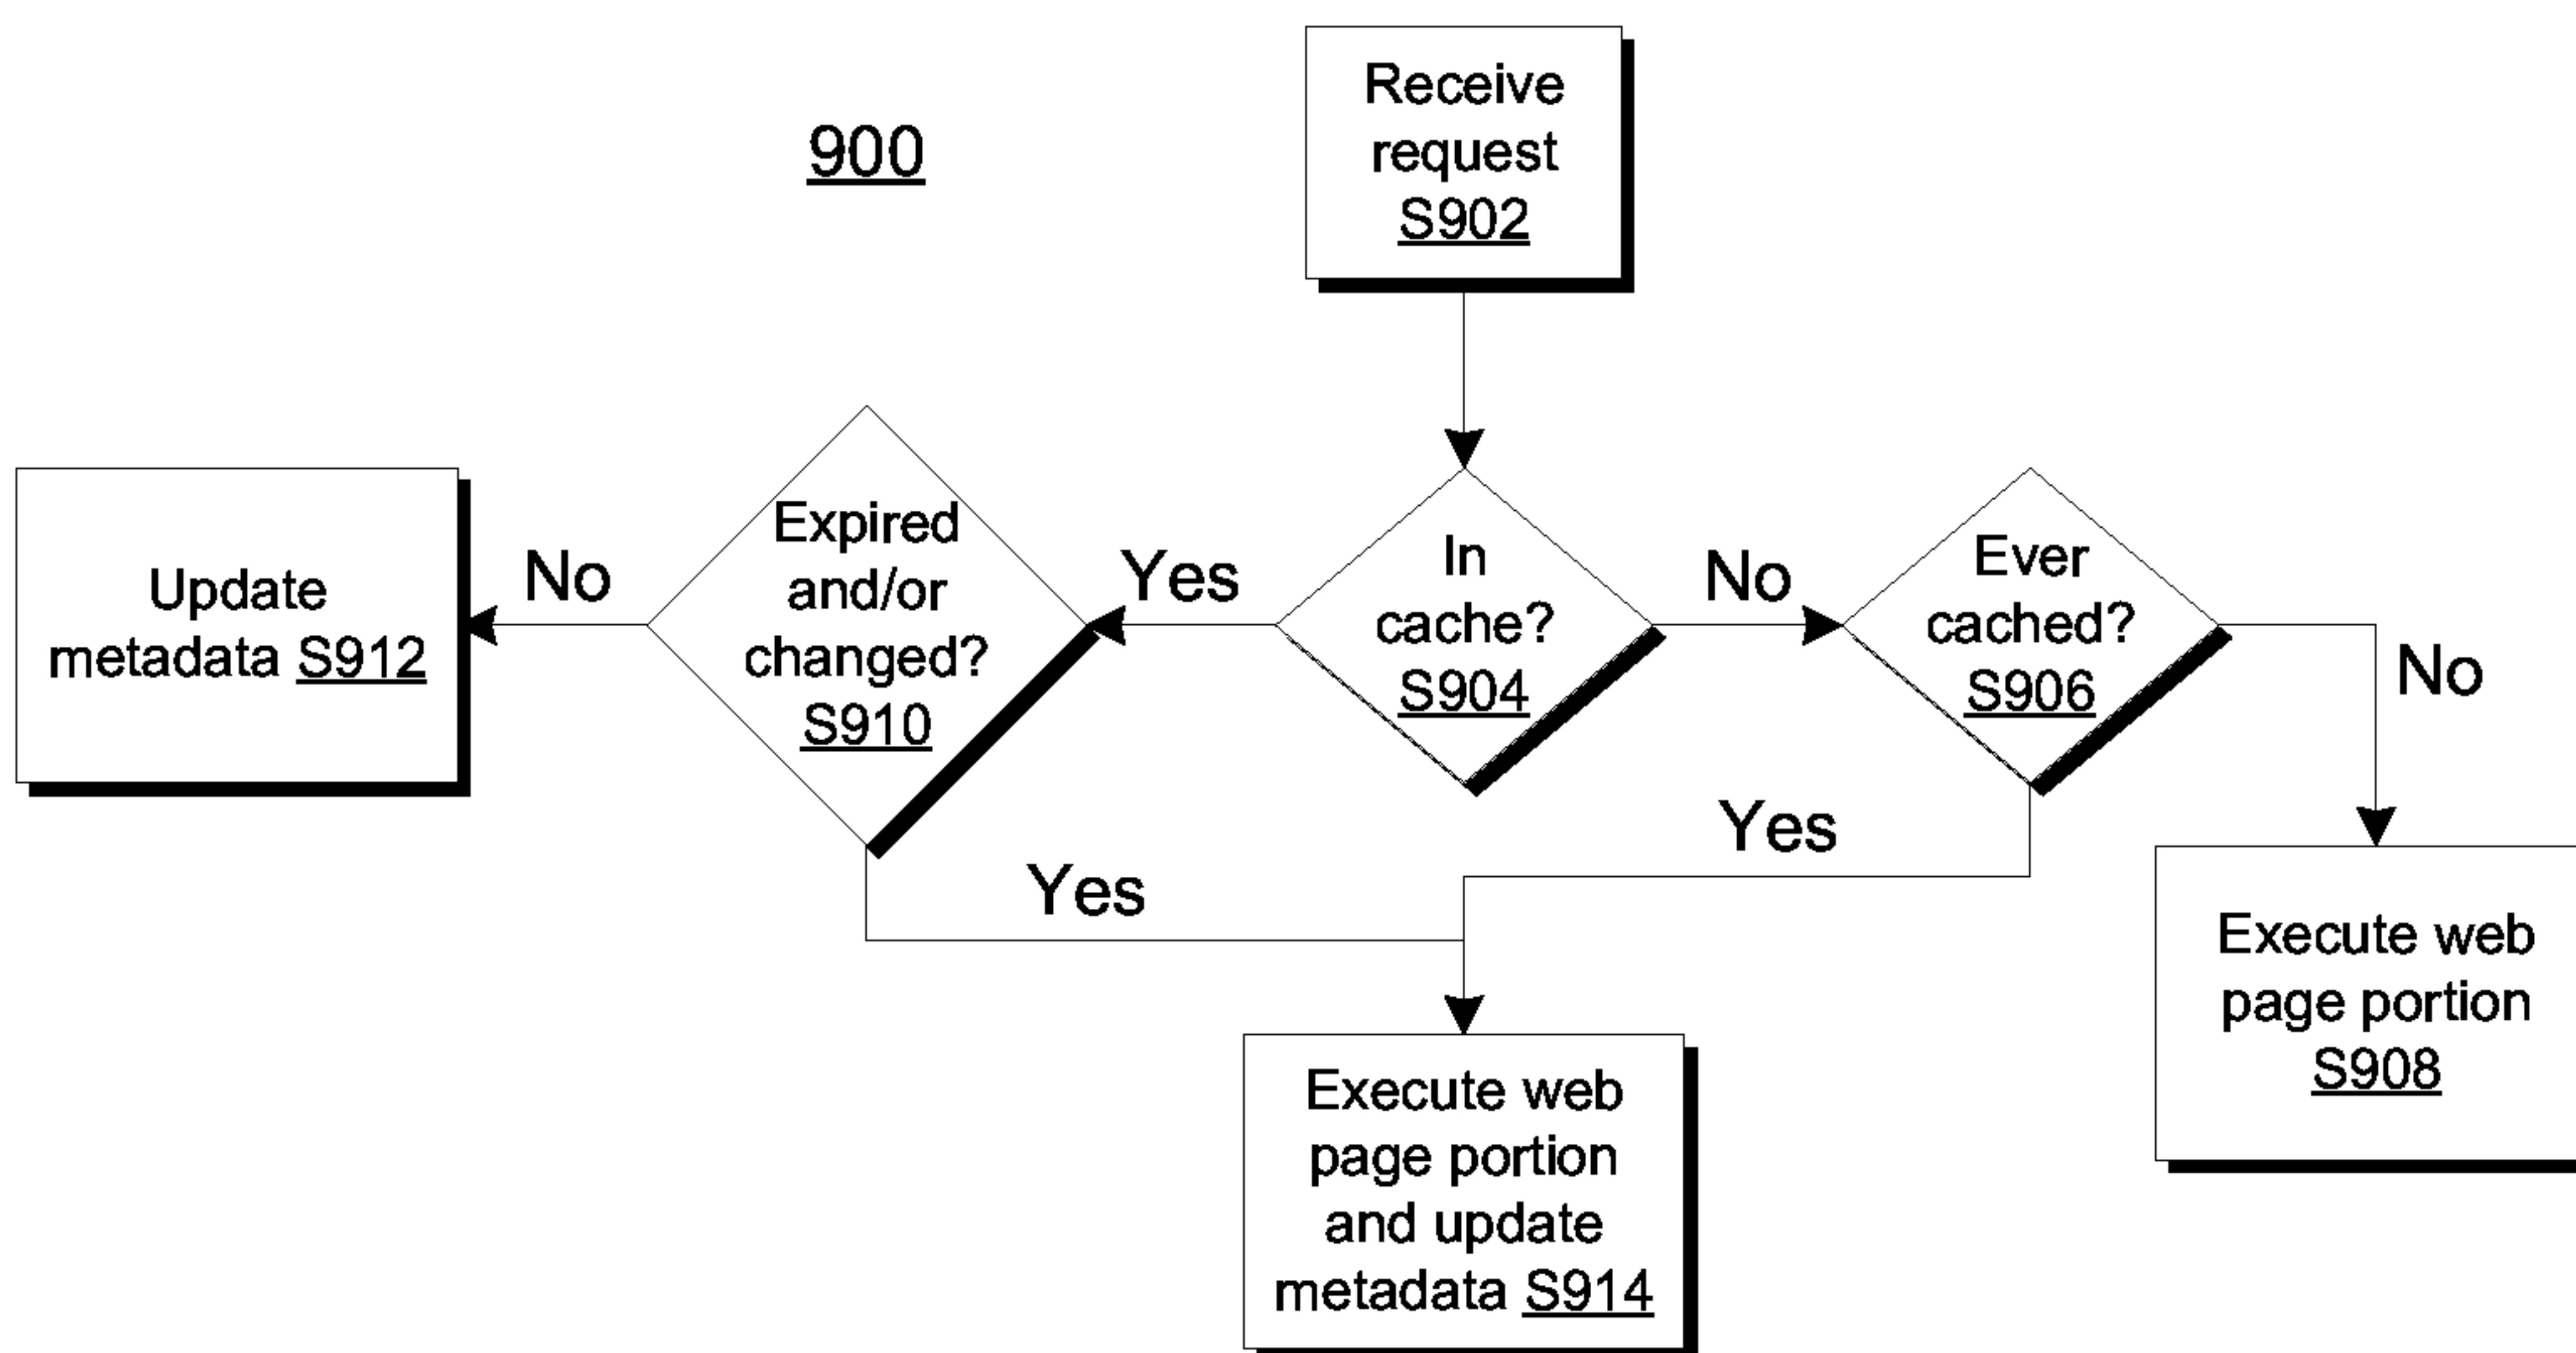 900
Receive
request
S902
In
cache?
S904
Yes
No
Expired
and/or
changed?
S910
No
Yes
Update
metadata S912
Ever
cached?
S906
Yes
No
Execute web
page portion
S908
Execute web
page portion
and update
metadata S914